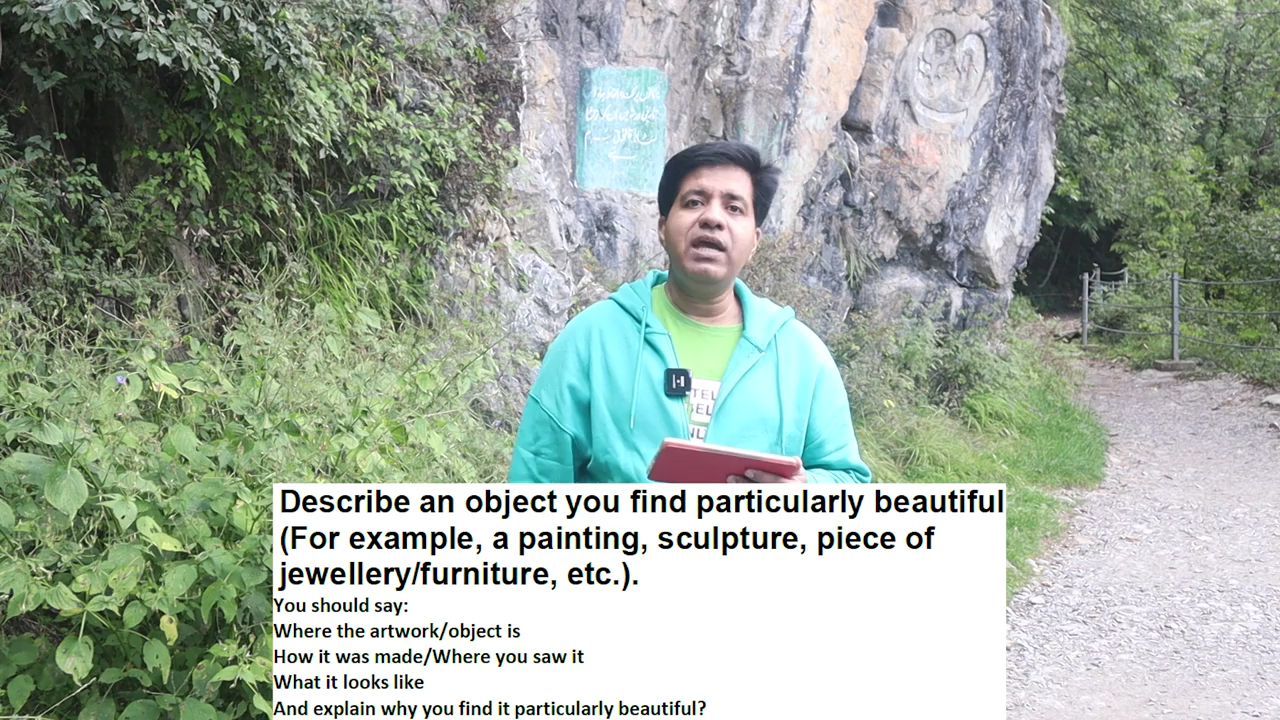 Describe an object you find particularly beautiful
(For example, a painting, sculpture, piece of
jewellery/furniture, etc.).
You should say:
Where the artwork/object is
How it was made/Where you saw it
What it looks like
And explain why you find it particularly beautiful?